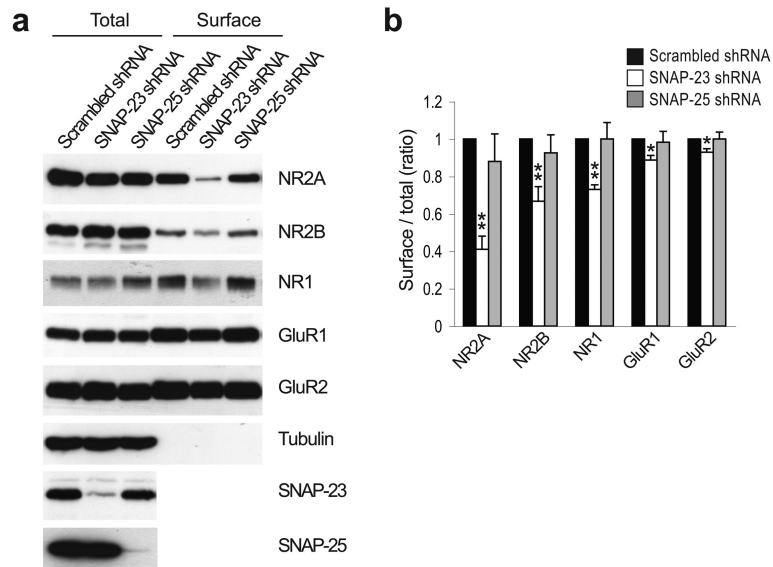 a
Total Surface
Scrambled shRNA
SNAP-23 shRNA
SNAP-25 shRNA
Scrambled shRNA
SNAP-23 shRNA
SNAP-25 shRNA
NR2A
NR2B
NR1
GluR1
GluR2
Tubulin
SNAP-23
SNAP-25
b
Scrambled shRNA
SNAP-23 shRNA
SNAP-25 shRNA
Surface / total (ratio)
1.2
1
0.8
0.6
0.4
0.2
0
**
**
**
*
*
NR2A
NR2B
NR1
GluR1
GluR2